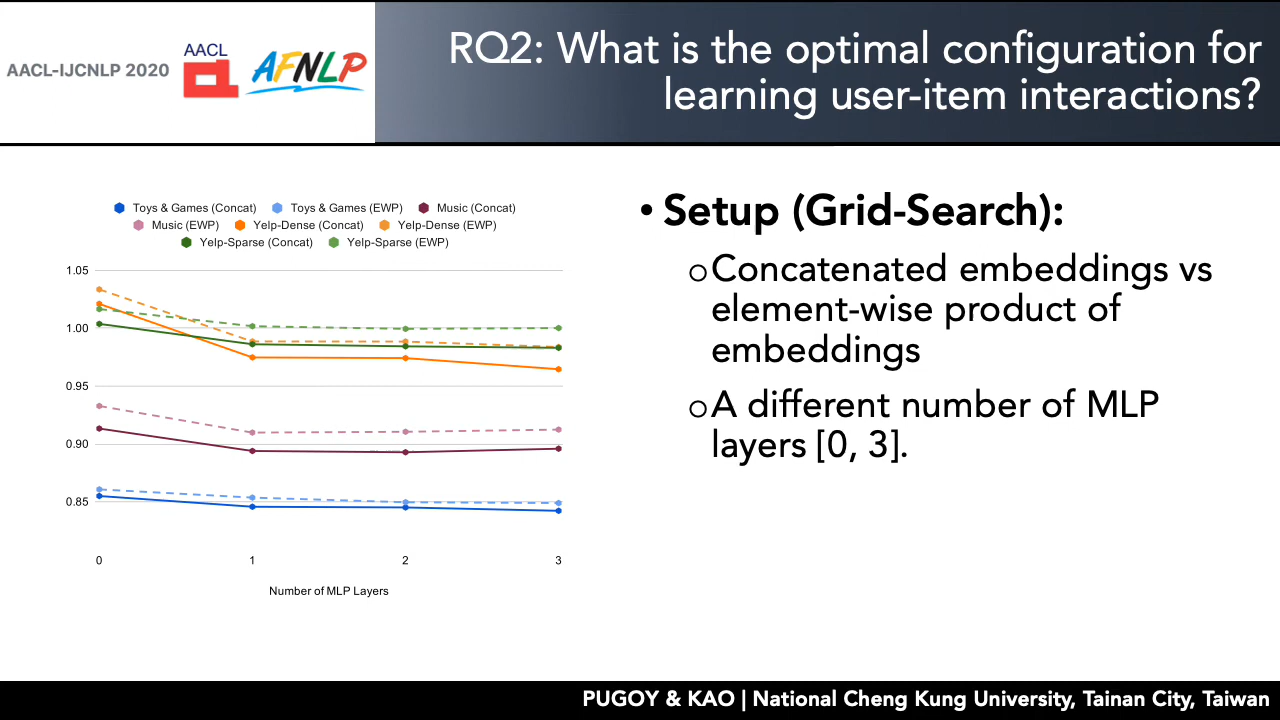 AACL-IJCNLP 2020
AACL
AFNLP
RQ2: What is the optimal configuration for
learning user-item interactions?
Toys & Games (Concat) Toys & Games (EWP) Music (Concat)
Music (EWP) Yelp-Dense (Concat) Yelp-Dense (EWP)
Yelp-Sparse (Concat) Yelp-Sparse (EWP)
1.05
1.00
0.95
0.90
0.85
0 1 2 3
Number of MLP Layers
• Setup (Grid-Search):
oConcatenated embeddings vs
element-wise product of
embeddings
oA different number of MLP
layers [0, 3].
PUGOY & KAO | National Cheng Kung University, Tainan City, Taiwan